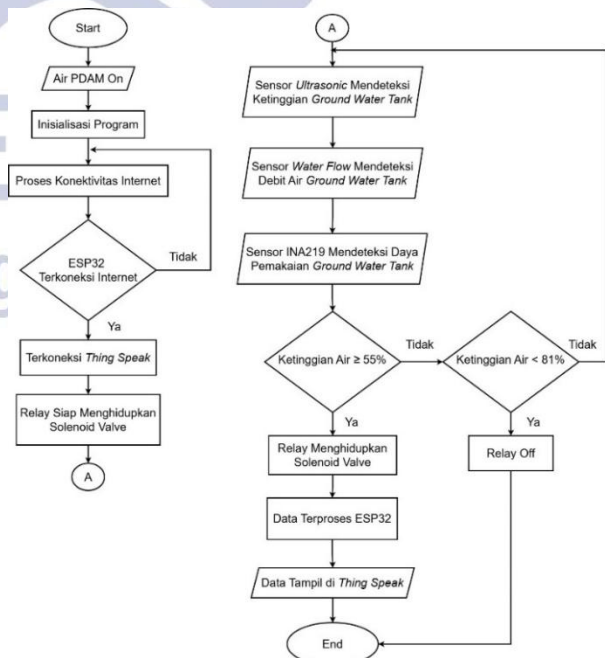 Start
Air PDAM On
Inisialisasi Program
Proses Konektivitas Internet
ESP32
Terkoneksi Internet
Tidak
Ya
Terkoneksi Thing Speak
Relay Siap Menghidupkan
Solenoid Valve
A
A
Sensor Ultrasonic Mendeteksi
Ketinggian Ground Water Tank
Sensor Water Flow Mendeteksi
Debit Air Ground Water Tank
Sensor INA219 Mendeteksi Daya
Pemakaian Ground Water Tank
Ketinggian Air ≥ 55%
Tidak
Ketinggian Air < 81%
Tidak
Ya
Ya
Relay Menghidupkan
Solenoid Valve
Relay Off
Data Terproses ESP32
Data Tampil di Thing Speak
End